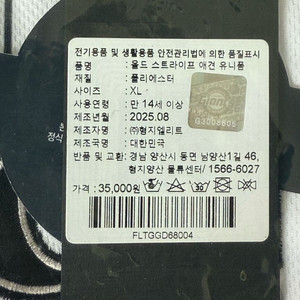 전기용품 및 생활용품 안전관리법에 의한 품질표시
품명 : 올드 스트라이프 애견 유니폼
재질 : 폴리에스터
사이즈 : XL
사용연령 : 만 14세 이상
제조년월 : 2025.08
제조자 : ㈜형지엘리트
제조국명 : 대한민국
반품 및 교환 : 경남 양산시 동면 남양산1길 46,
형지양산 물류센터/ 1566-6027
가격 : 35,000원
FLTGGD68004